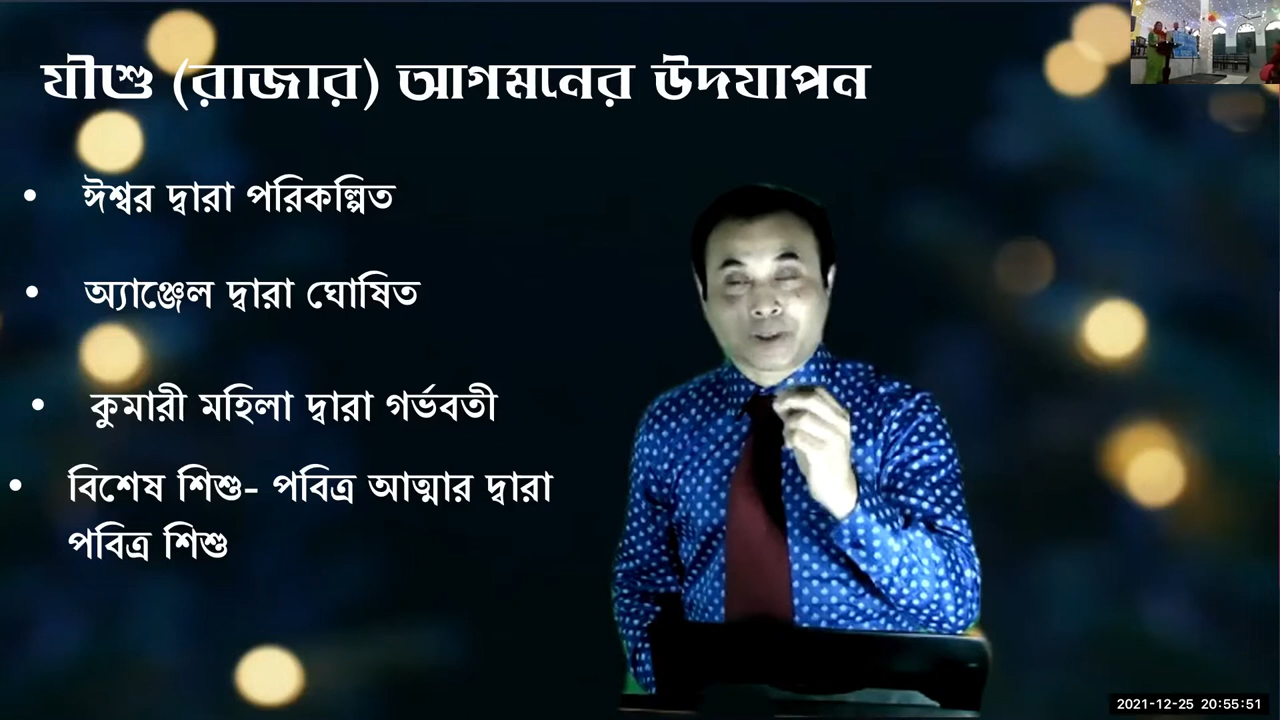 যীশু (রাজার) আগমনের উদযাপন
• ঈশ্বর দ্বারা পরিকল্পিত
• অ্যাঞ্জেল দ্বারা ঘোষিত
• কুমারী মহিলা দ্বারা গর্ভবতী
• বিশেষ শিশু- পবিত্র আত্মার দ্বারা
পবিত্র শিশু
2021-12-25 20:55:51